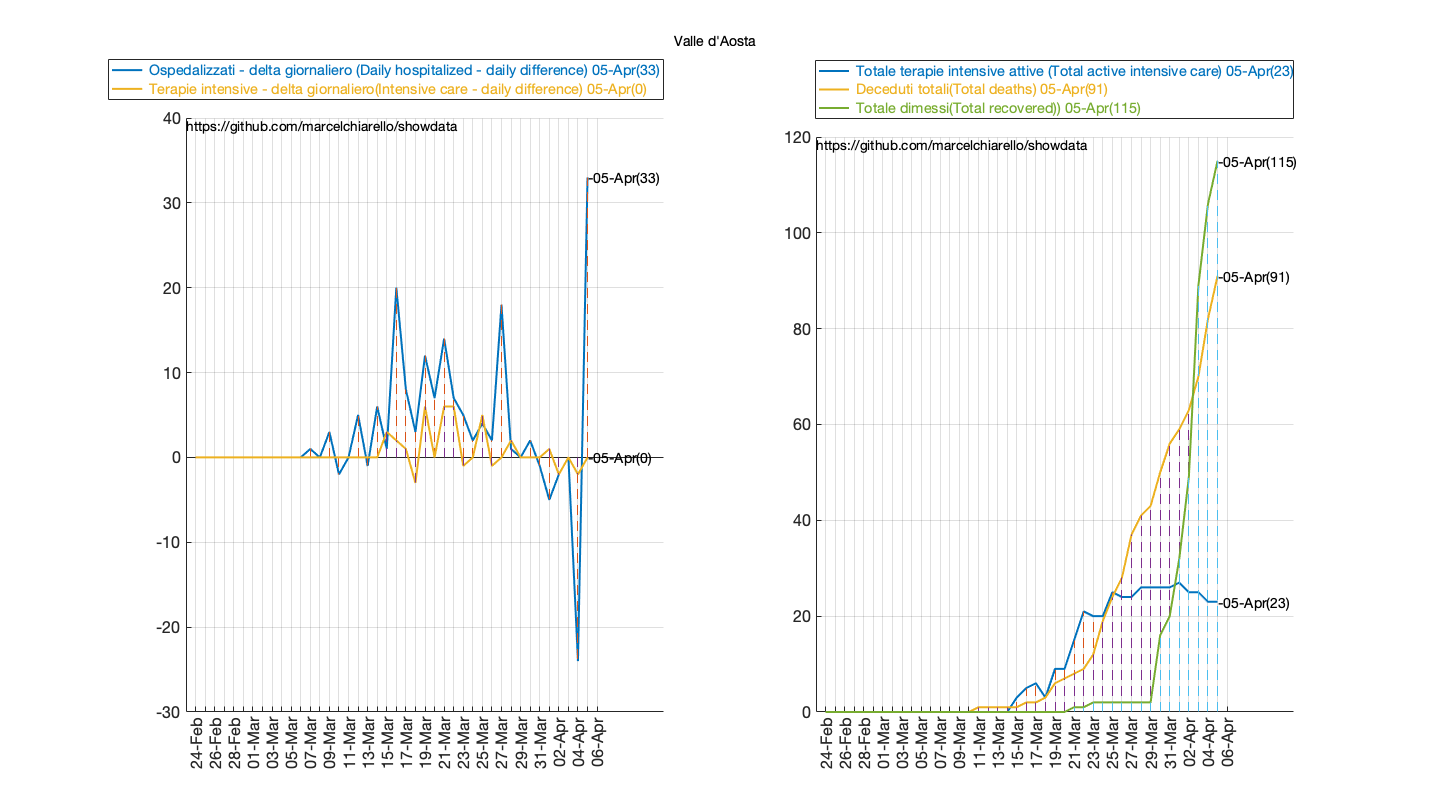 Valle d'Aosta
Ospedalizzati - delta giornaliero (Daily hospitalized - daily difference) 05-Apr(33)
Terapie intensive - delta giornaliero(Intensive care - daily difference) 05-Apr(0)
https://github.com/marcelchiarello/showdata
40
30
20
10
0
-10
-20
-30
-05-Apr(33)
-05-Apr(0)
24-Feb
26-Feb
28-Feb
01-Mar
03-Mar
05-Mar
07-Mar
09-Mar
11-Mar
13-Mar
15-Mar
17-Mar
19-Mar
21-Mar
23-Mar
25-Mar
27-Mar
29-Mar
31-Mar
02-Apr
04-Apr
06-Apr
Totale terapie intensive attive (Total active intensive care) 05-Apr(23)
Deceduti totali(Total deaths) 05-Apr(91)
Totale dimessi(Total recovered)) 05-Apr(115)
https://github.com/marcelchiarello/showdata
120
100
80
60
40
20
0
-05-Apr(115)
-05-Apr(91)
-05-Apr(23)
24-Feb
26-Feb
28-Feb
01-Mar
03-Mar
05-Mar
07-Mar
09-Mar
11-Mar
13-Mar
15-Mar
17-Mar
19-Mar
21-Mar
23-Mar
25-Mar
27-Mar
29-Mar
31-Mar
02-Apr
04-Apr
06-Apr